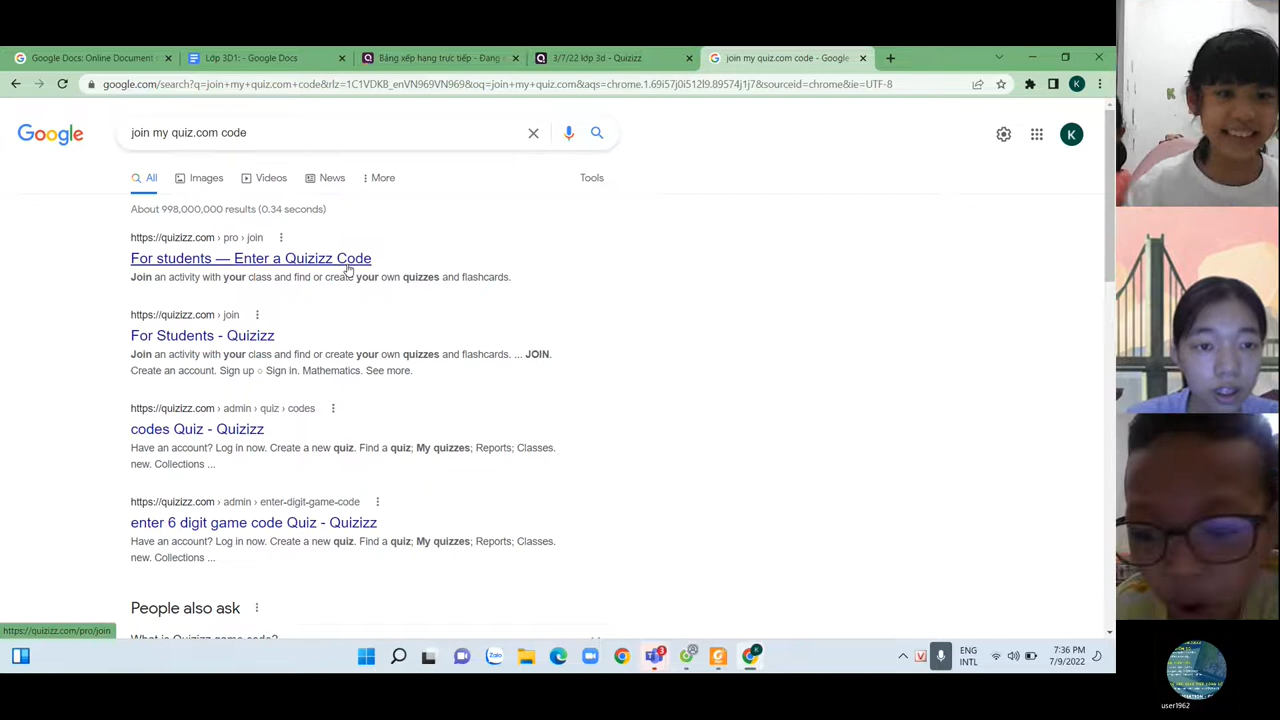 Google Docs: Online Document
Lớp 3D1: - Google Docs
Bảng xếp hạng trực tiếp - Đang
3/7/22 lớp 3d - Quizizz
join my quiz.com code - Google
google.com/search?q=join+my+quiz.com+code&rlz=1C1VDKB_enVN969VN969&oq=join+my+quiz.com&aqs=chrome.1.69i57j0i512l9.89574j1j7&sourceid=chrome&ie=UTF-8
K
Google
join my quiz.com code
K
All
Images
Videos
News
More
Tools
About 998,000,000 results (0.34 seconds)
https://quizizz.com › pro › join
For students — Enter a Quizizz Code
Join an activity with your class and find or create your own quizzes and flashcards.
https://quizizz.com › join
For Students - Quizizz
Join an activity with your class and find or create your own quizzes and flashcards. ... JOIN.
Create an account. Sign up ○ Sign in. Mathematics. See more.
https://quizizz.com › admin › quiz › codes
codes Quiz - Quizizz
Have an account? Log in now. Create a new quiz. Find a quiz; My quizzes; Reports; Classes.
new. Collections ...
https://quizizz.com › admin › enter-digit-game-code
enter 6 digit game code Quiz - Quizizz
Have an account? Log in now. Create a new quiz. Find a quiz; My quizzes; Reports; Classes.
new. Collections ...
People also ask
What is Quizizz game code?
https://quizizz.com/pro/join
Zalo
3
K
V
ENG
INTL
7:36 PM
7/9/2022
user1962